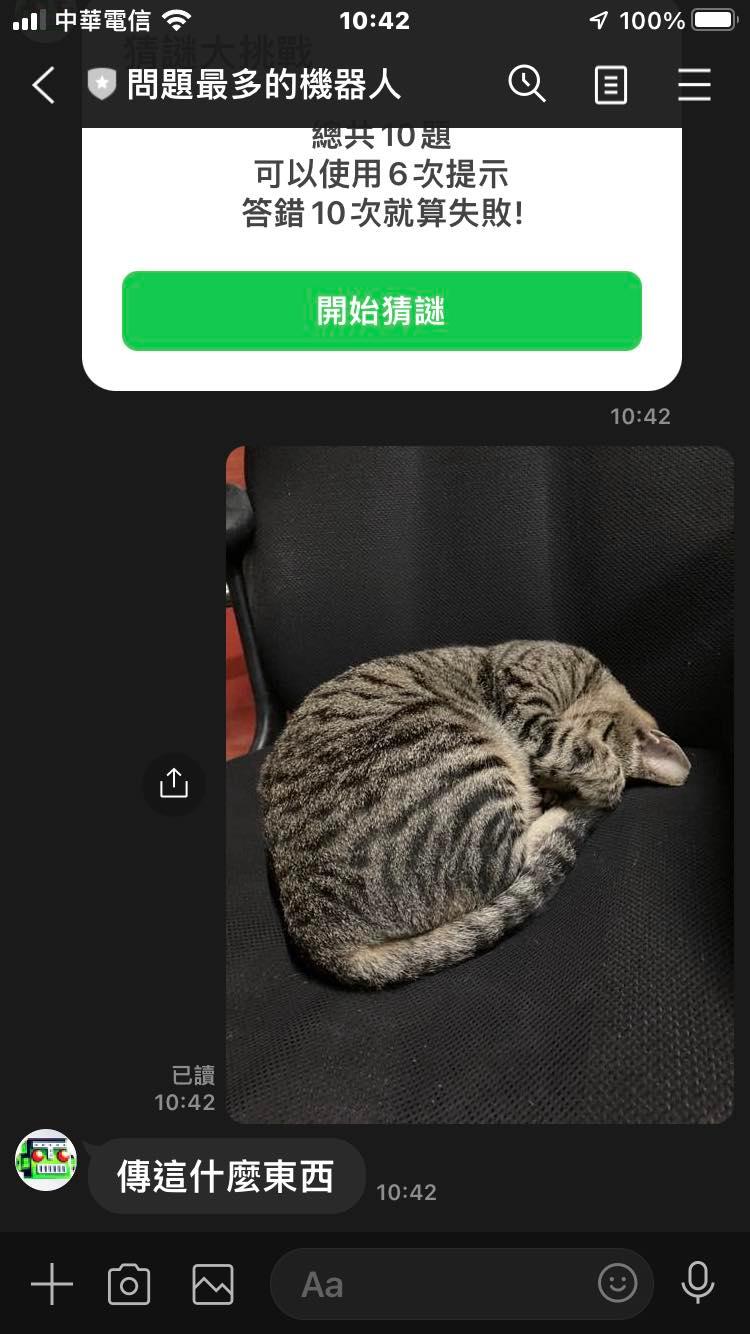 中華電信
10:42
100%
猜謎大挑戰
問題最多的機器人
總共10題
可以使用6次提示
答錯10次就算失敗!
開始猜謎
10:42
已讀
10:42
傳這什麼東西
10:42
Aa